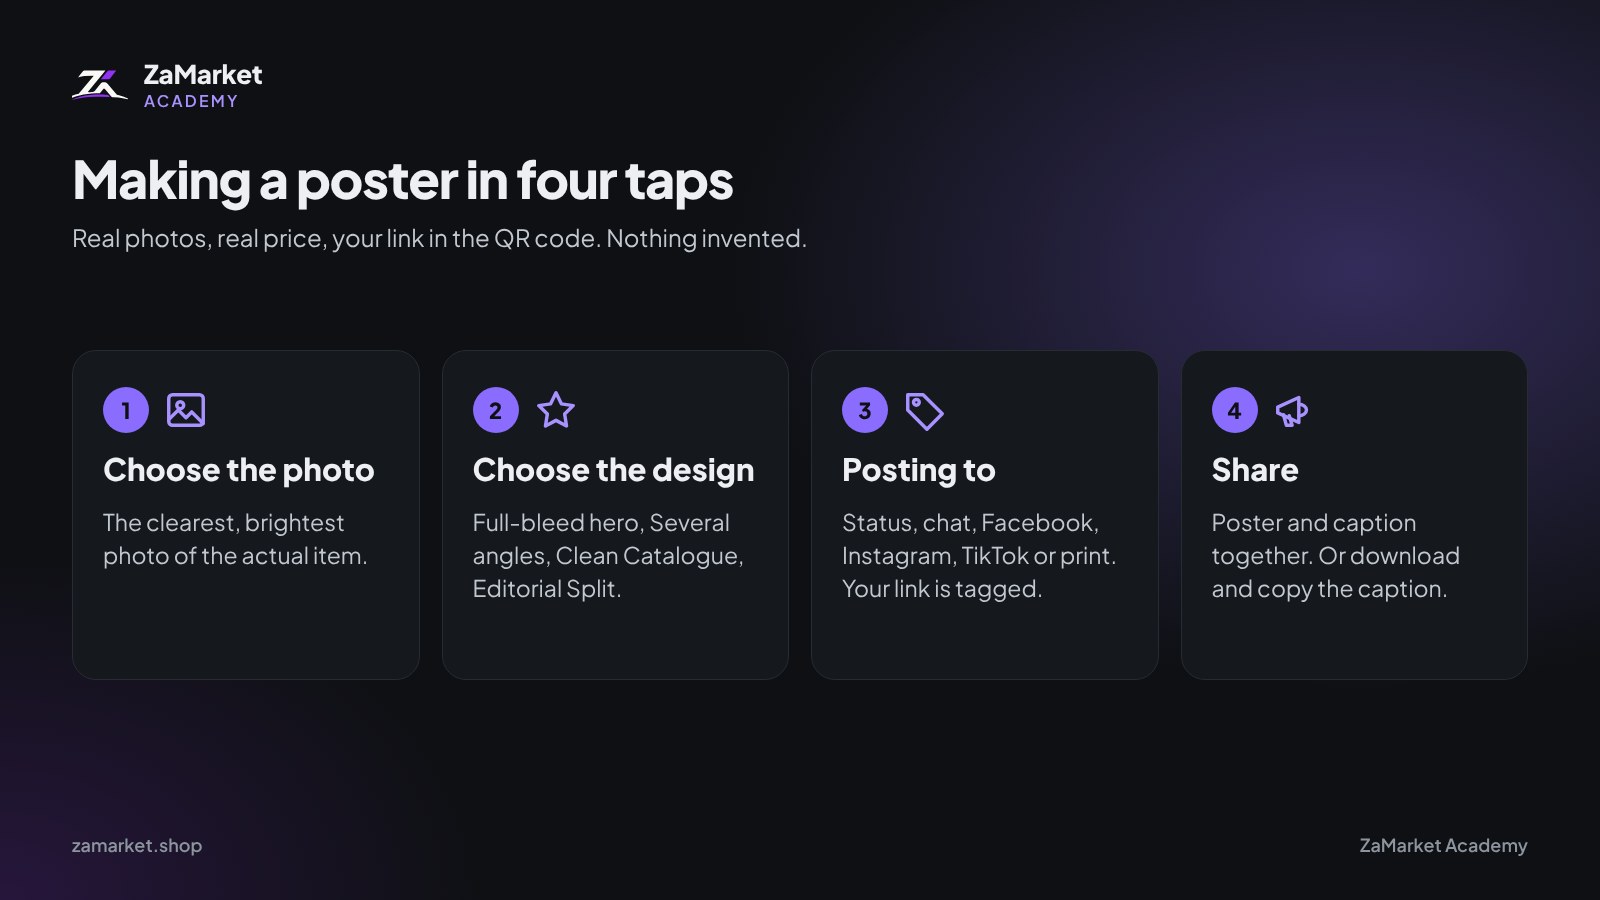 ZaMarket
ACADEMY
Making a poster in four taps
Real photos, real price, your link in the QR code. Nothing invented.
1
Choose the photo
The clearest, brightest
photo of the actual item.
2
Choose the design
Full-bleed hero, Several
angles, Clean Catalogue,
Editorial Split.
3
Posting to
Status, chat, Facebook,
Instagram, TikTok or print.
Your link is tagged.
4
Share
Poster and caption
together. Or download
and copy the caption.
zamarket.shop
ZaMarket Academy